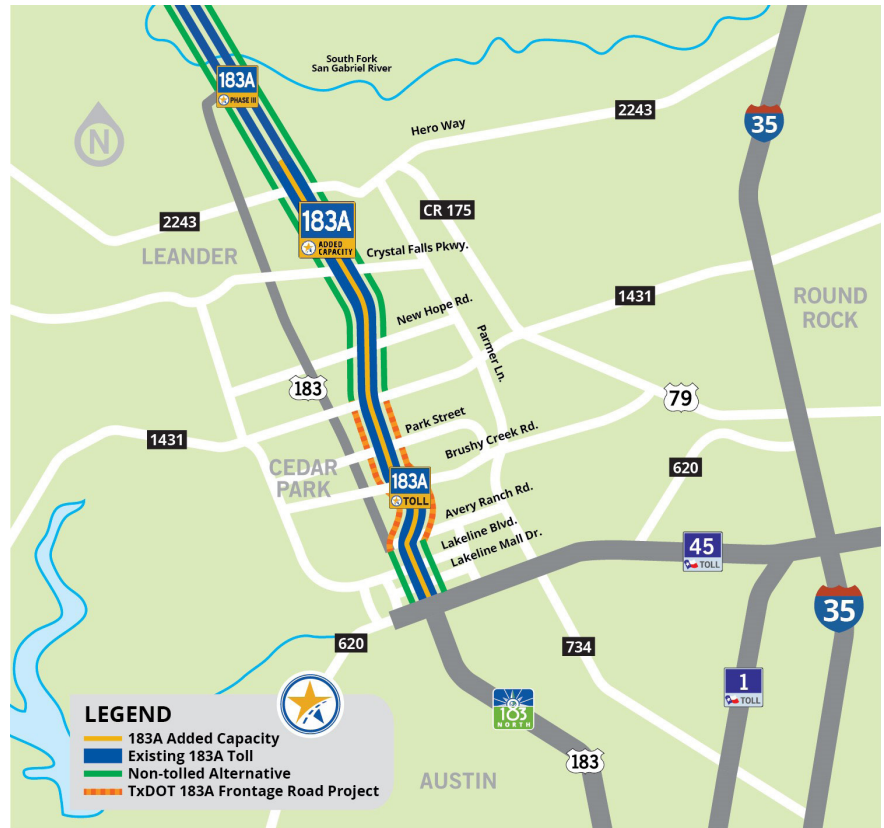 South Fork
San Gabriel River
183A
PHASE III
N
Hero Way
2243
35
CR 175
2243
183A
ADDED
CAPACITY
LEANDER
Crystal Falls Pkwy.
1431
ROUND
ROCK
New Hope Rd.
Parmer Ln.
183
79
1431
Park Street
Brushy Creek Rd.
CEDAR
PARK
620
183A
TOLL
Avery Ranch Rd.
Lakeline Blvd.
Lakeline Mall Dr.
45
TOLL
35
620
734
1
TOLL
183
NORTH
183
AUSTIN
LEGEND
183A Added Capacity
Existing 183A Toll
Non-tolled Alternative
TxDOT 183A Frontage Road Project